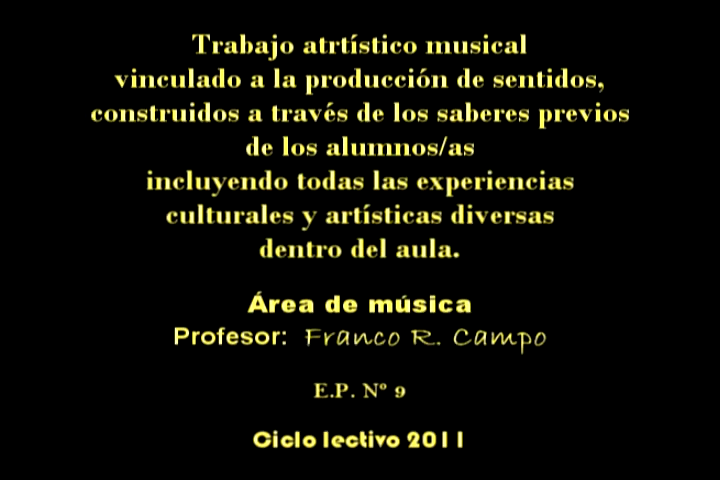 Trabajo atrtístico musical
vinculado a la producción de sentidos,
construidos a través de los saberes previos
de los alumnos/as
incluyendo todas las experiencias
culturales y artísticas diversas
dentro del aula.
Área de música
Profesor: Franco R. Campo
E.P. Nº 9
Ciclo lectivo 2011